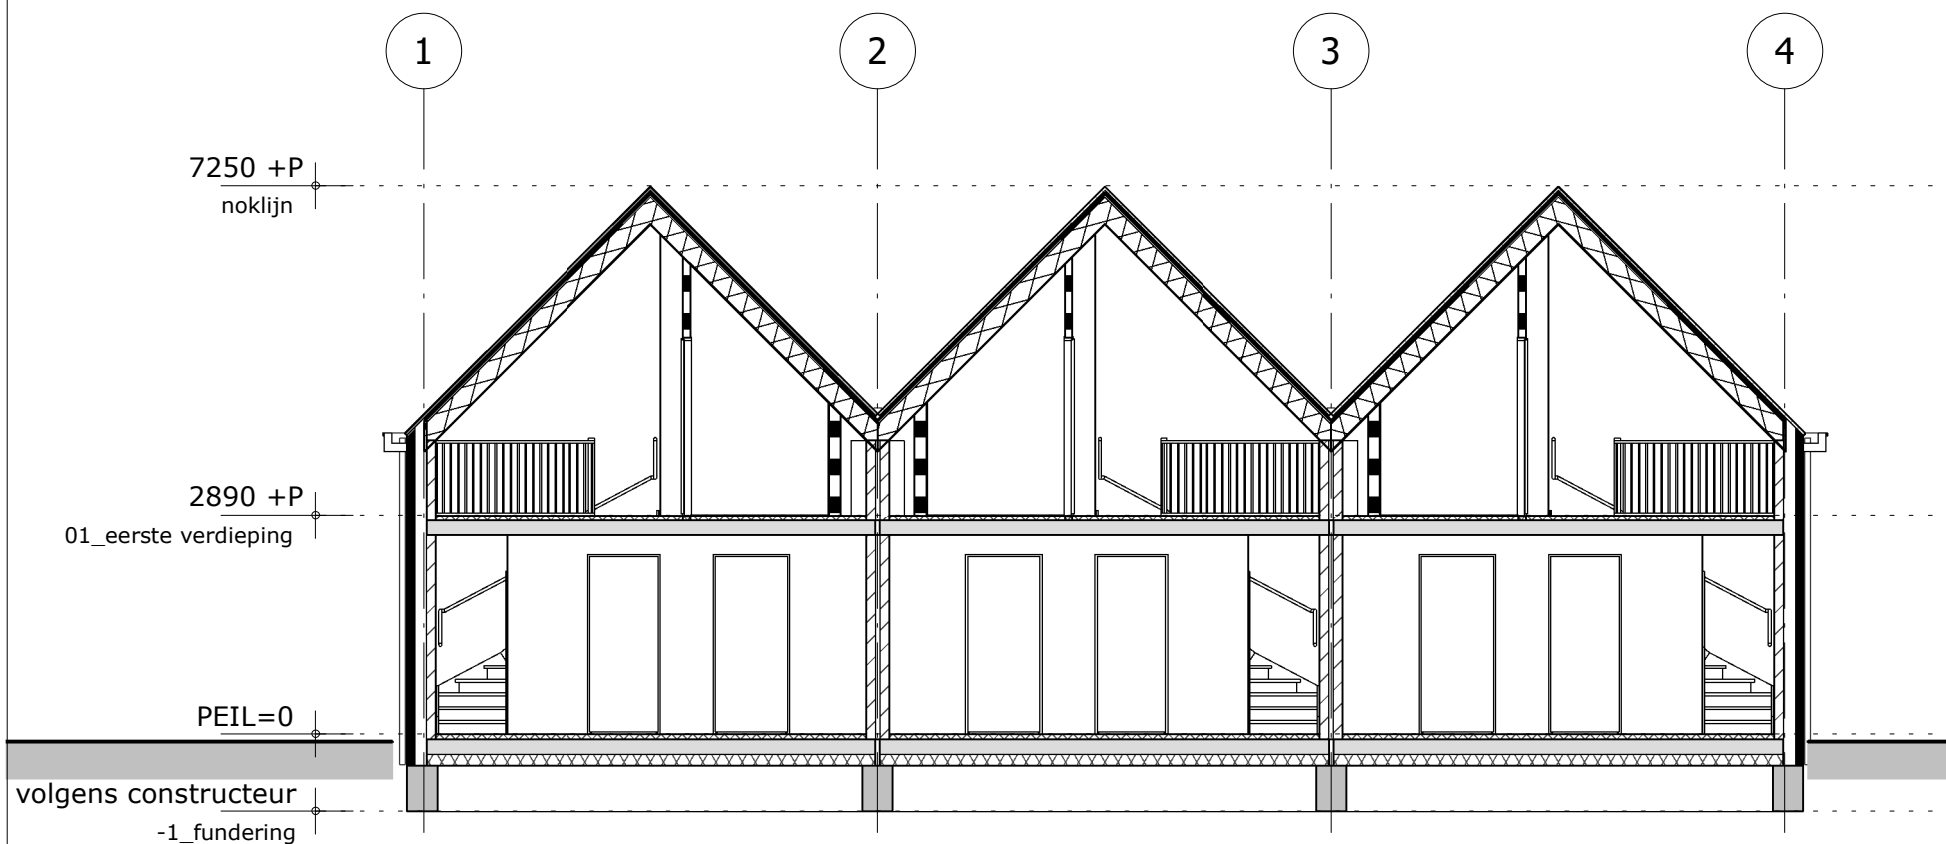 1 2 3 4
7250 +P
noklijn
2890 +P
01_eerste verdieping
PEIL=0
volgens constructeur
-1_fundering